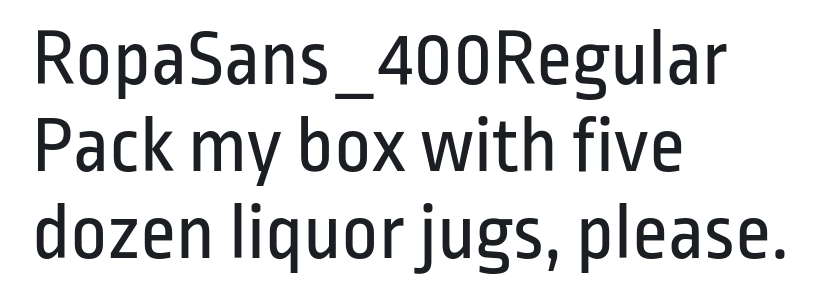 RopaSans_400Regular
Pack my box with five
dozen liquor jugs, please.